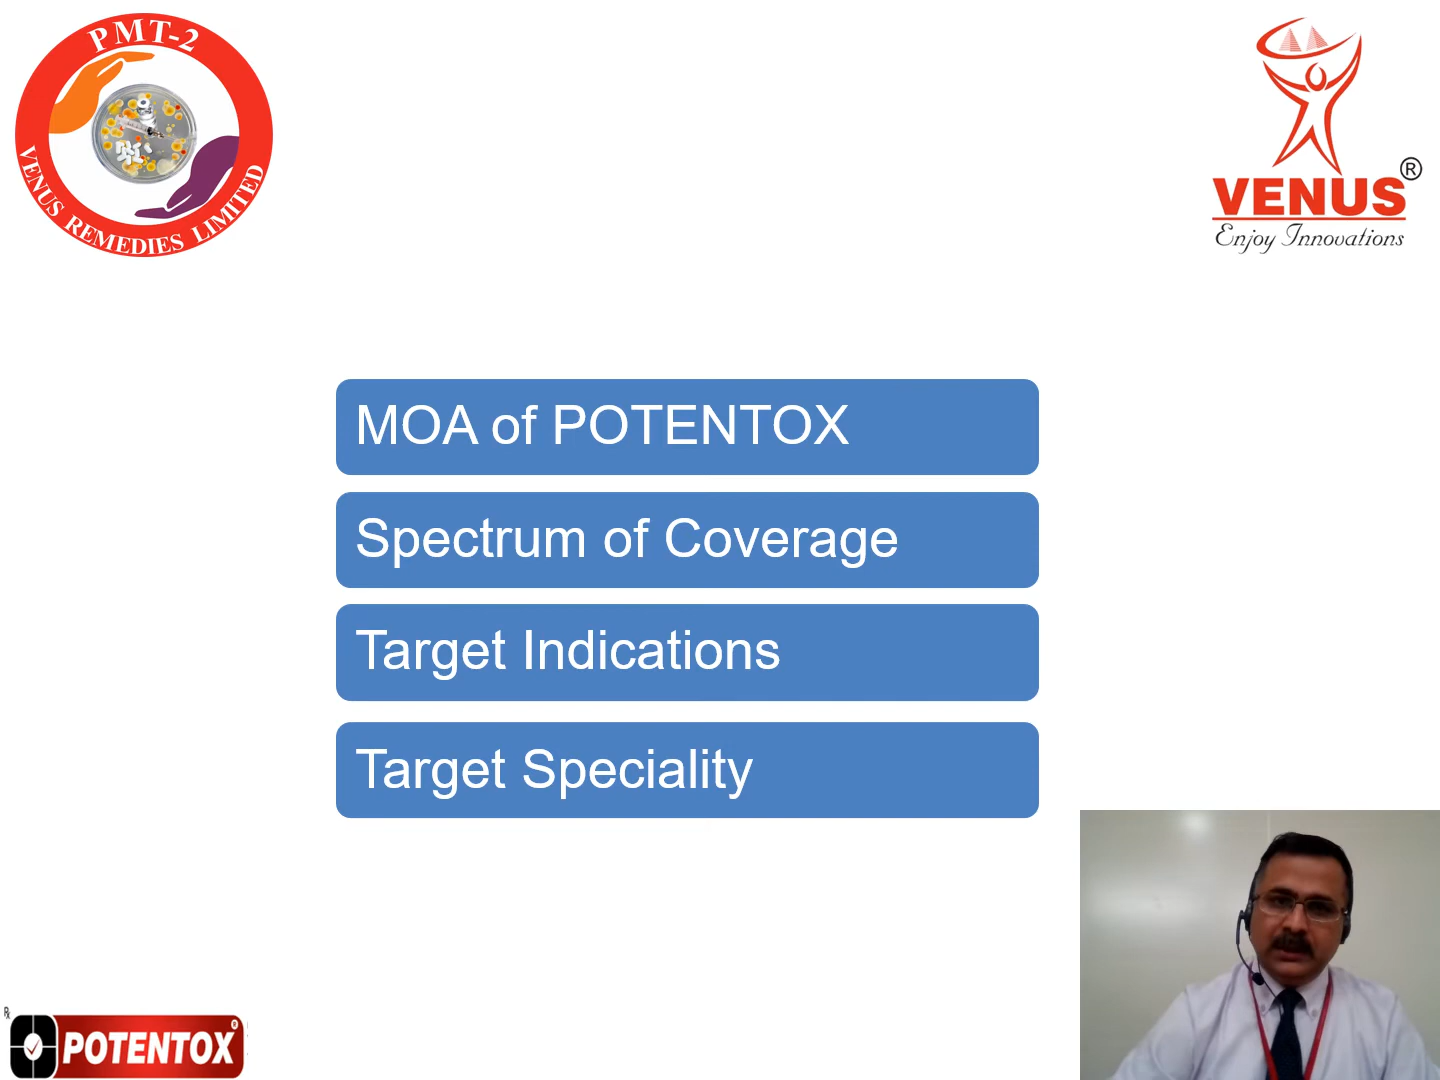 PMT-2
VENUS REMEDIES LIMITED
VENUS®
Enjoy Innovations
MOA of POTENTOX
Spectrum of Coverage
Target Indications
Target Speciality
Rx
POTENTOX®